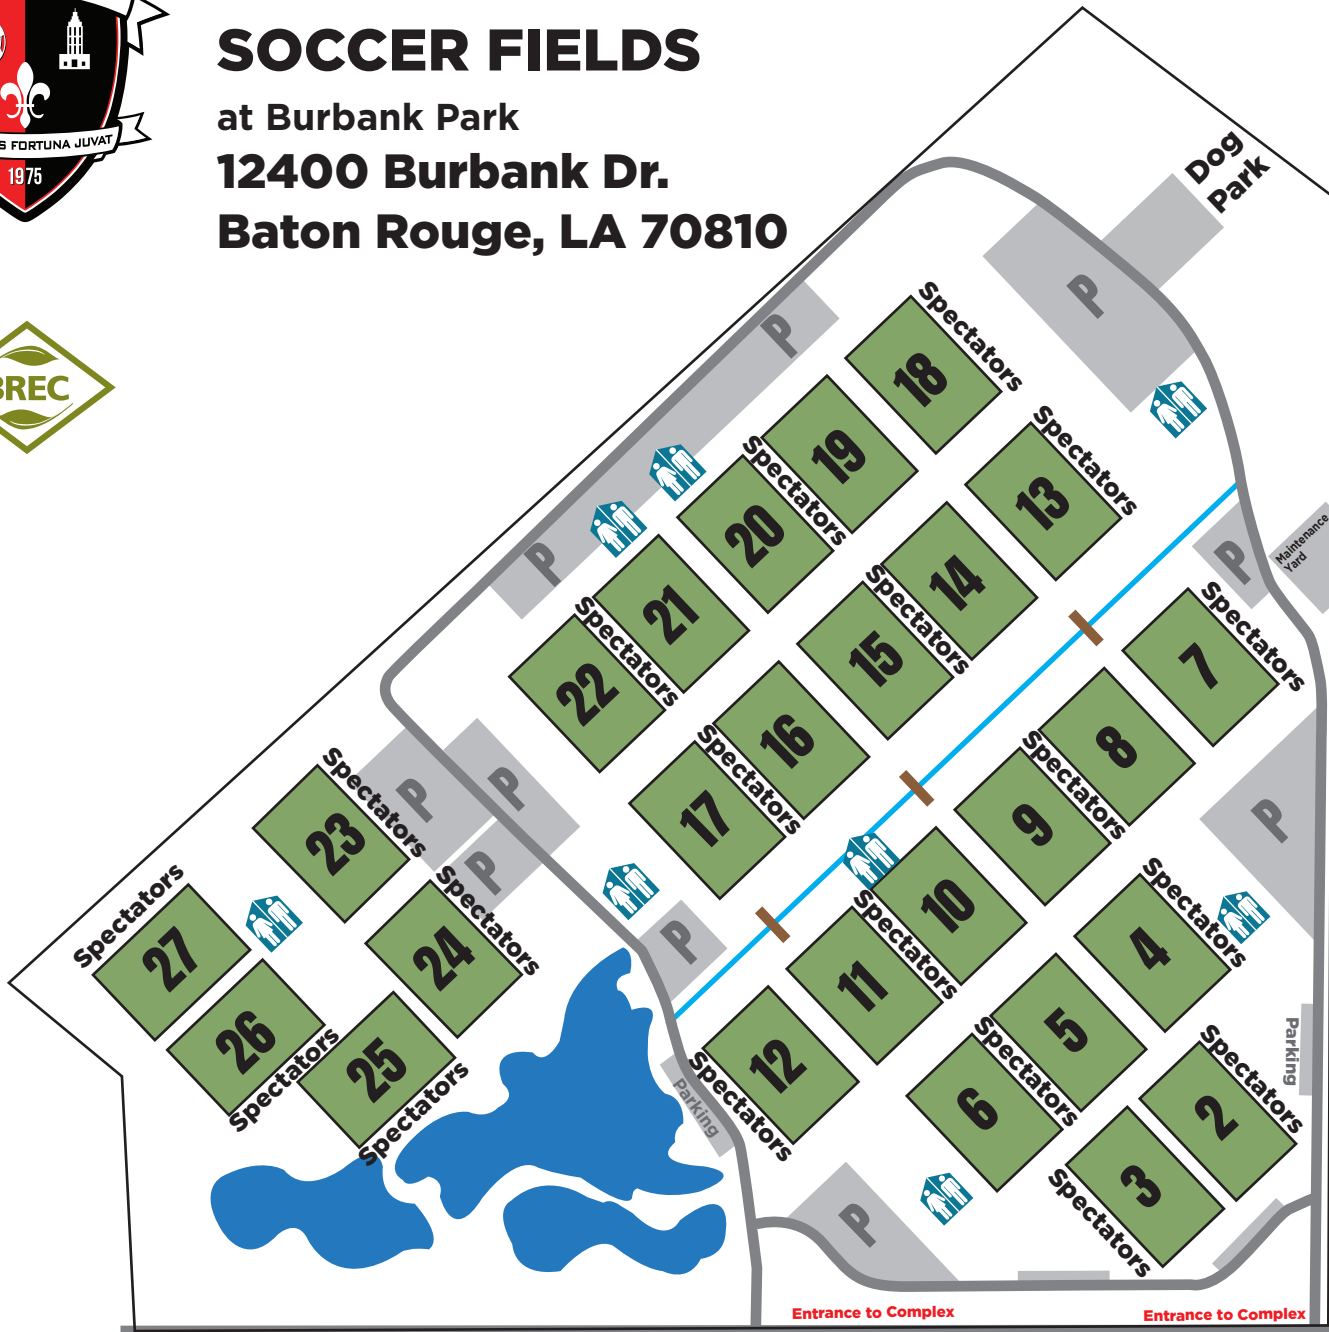 SOCCER FIELDS
at Burbank Park
12400 Burbank Dr.
Baton Rouge, LA 70810
FORTUNA JUVAT
1975
BREC
Dog
Park
P
Spectators
18
P
Spectators
19
13
Spectators
20
14
P
Maintenance
Yard
P
Spectators
21
Spectators
15
7
Spectators
22
16
8
Spectators
23
P
P
Spectators
17
Spectators
9
P
P
Spectators
27
Spectators
24
P
Spectators
10
Spectators
4
26
Spectators
25
Spectators
11
5
Parking
12
Spectators
Parking
Spectators
6
Spectators
2
3
Spectators
P
Entrance to Complex
Entrance to Complex